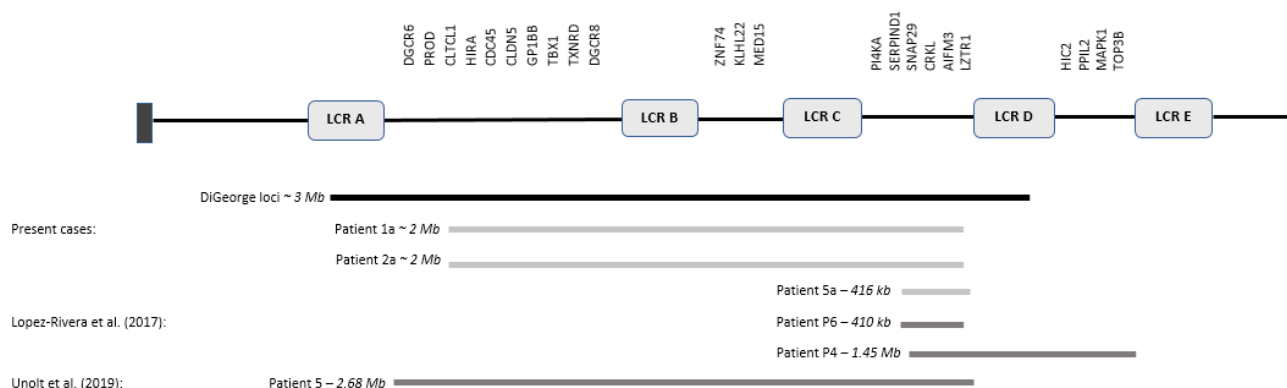 DGCR6
PROD
CLTCL1
HIRA
CDC45
CLDN5
GP1BB
TBX1
TXNRD
DGCR8
ZNF74
KLHL22
MED15
PI4KA
SERPIND1
SNAP29
CRKL
AIFM3
LZTR1
HIC2
PPIL2
MAPK1
TOP3B
LCR A
LCR B
LCR C
LCR D
LCR E
DiGeorge loci ~ 3 Mb
Present cases:
Patient 1a ~ 2 Mb
Patient 2a ~ 2 Mb
Patient 5a – 416 kb
Lopez-Rivera et al. (2017):
Patient P6 – 410 kb
Patient P4 – 1.45 Mb
Unolt et al. (2019):
Patient 5 – 2.68 Mb